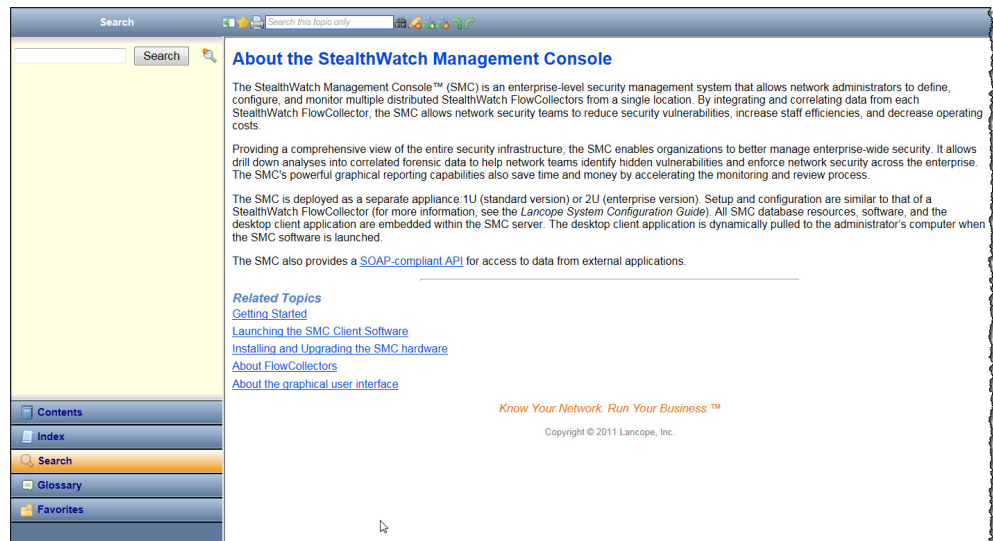 Search
Search this topic only
Search
About the StealthWatch Management Console
The StealthWatch Management Console™ (SMC) is an enterprise-level security management system that allows network administrators to define,
configure, and monitor multiple distributed StealthWatch FlowCollectors from a single location. By integrating and correlating data from each
StealthWatch FlowCollector, the SMC allows network security teams to reduce security vulnerabilities, increase staff efficiencies, and decrease operating
costs.
Providing a comprehensive view of the entire security infrastructure, the SMC enables organizations to better manage enterprise-wide security. It allows
drill down analyses into correlated forensic data to help network teams identify hidden vulnerabilities and enforce network security across the enterprise.
The SMC's powerful graphical reporting capabilities also save time and money by accelerating the monitoring and review process.
The SMC is deployed as a separate appliance:1U (standard version) or 2U (enterprise version). Setup and configuration are similar to that of a
StealthWatch FlowCollector (for more information, see the Lancope System Configuration Guide). All SMC database resources, software, and the
desktop client application are embedded within the SMC server. The desktop client application is dynamically pulled to the administrator's computer when
the SMC software is launched.
The SMC also provides a SOAP-compliant API for access to data from external applications.
Related Topics
Getting Started
Launching the SMC Client Software
Installing and Upgrading the SMC hardware
About FlowCollectors
About the graphical user interface
Know Your Network. Run Your Business.™
Copyright © 2011 Lancope, Inc.
Contents
Index
Search
Glossary
Favorites